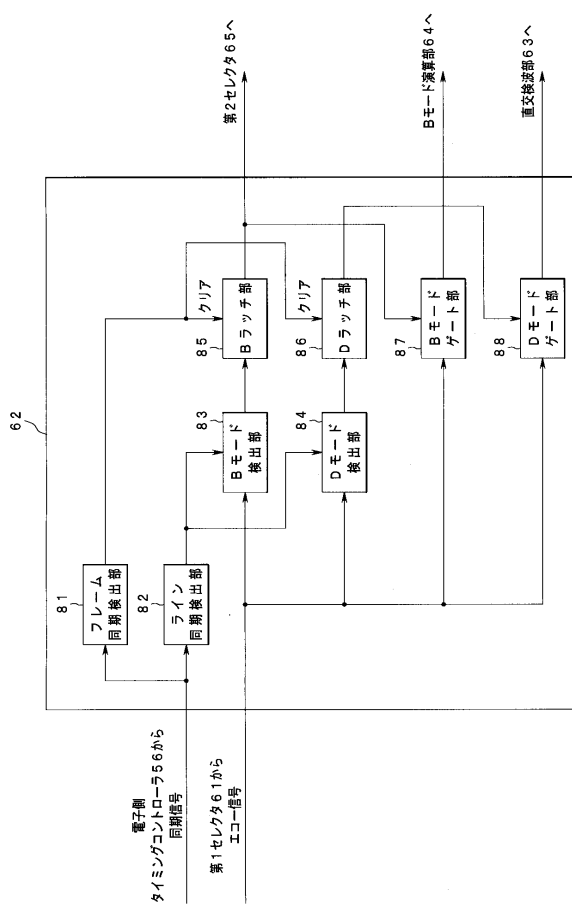 62
電子側
タイミングコントローラ56から
同期信号
第1セレクタ61から
エコー信号
81
フレーム
同期検出部
82
ライン
同期検出部
83
Bモード
検出部
84
Dモード
検出部
クリア
85
Bラッチ部
クリア
86
Dラッチ部
87
Bモード
ゲート部
88
Dモード
ゲート部
第2セレクタ65へ
Bモード演算部64へ
直交検波部63へ